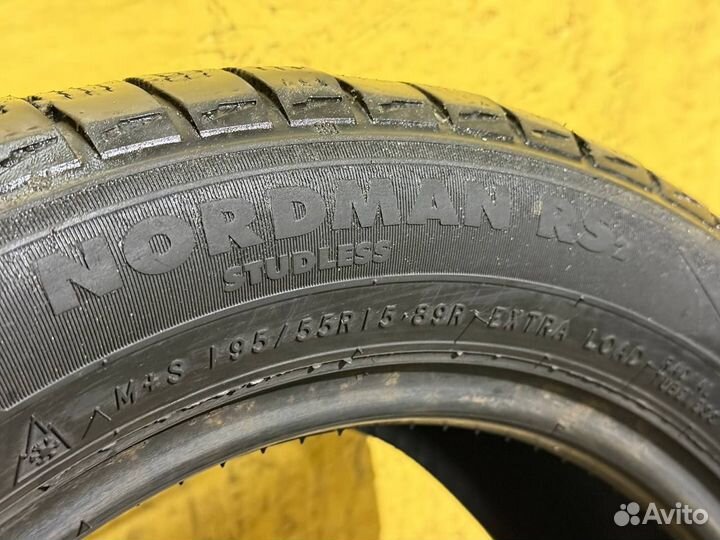 NORDMAN RS2
STUDLESS
M+S 195/55R15 89R EXTRA LOAD
Avito